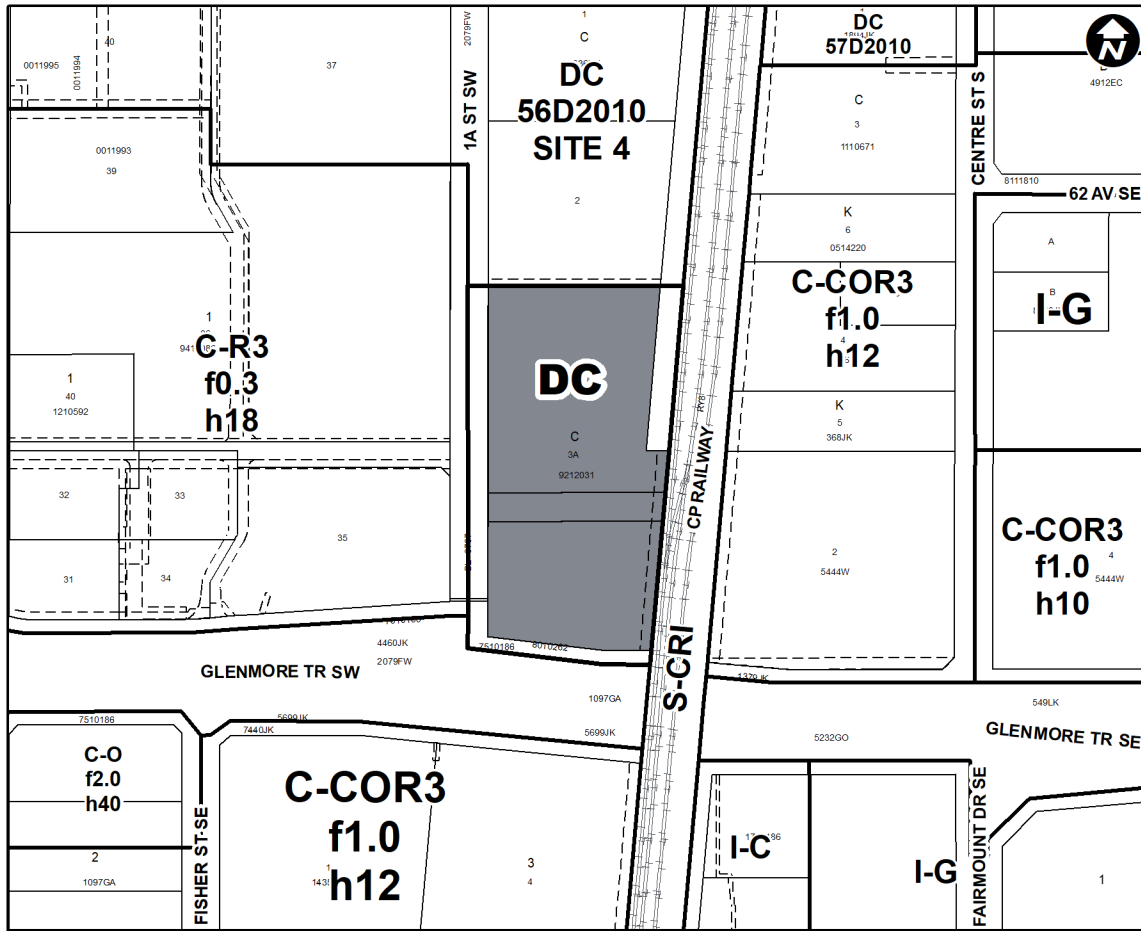 40
0011995
0011994
37
2079FW
1A ST SW
1
C
DC
56D2010
SITE 4
2
DC
57D2010
N
4912EC
C
3
1110671
CENTRE ST S
8111810
62 AV SE
0011993
39
K
6
0514220
A
B
I-G
C-COR3
f1.0
h12
1
C-R3
f0.3
h18
1
40
1210592
DC
C
3A
9212031
K
5
368JK
RY8
CP RAILWAY
32
33
35
31
34
2
5444W
C-COR3
f1.0
h10
4
5444W
4460JK
2079FW
7510186
8010262
GLENMORE TR SW
1097GA
S-CRI
1379JK
549LK
GLENMORE TR SE
7510186
5699JK
7440JK
5699JK
5232GO
C-O
f2.0
h40
2
1097GA
FISHER ST SE
C-COR3
f1.0
h12
3
4
I-C
I-G
FAIRMOUNT DR SE
1